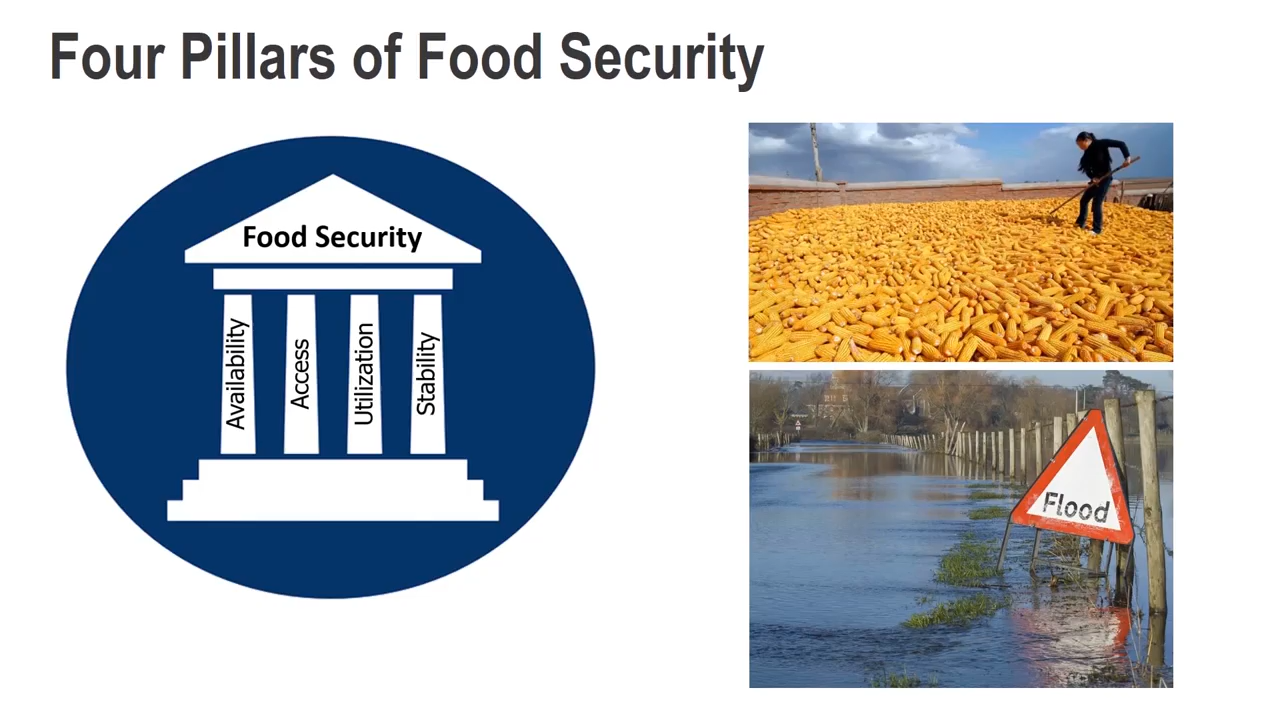 Four Pillars of Food Security
Food Security
Availability
Access
Utilization
Stability
Flood